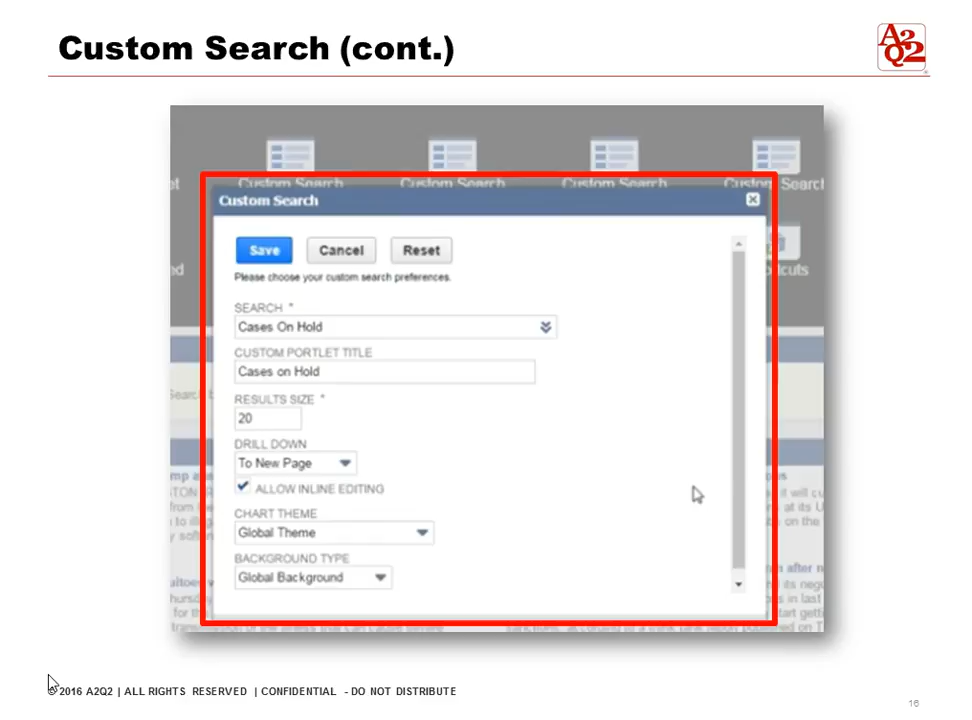 Custom Search (cont.)
A2Q2
Custom Search Custom Search Custom Search Custom Search
Custom Search
Save Cancel Reset
Please choose your custom search preferences.
SEARCH *
Cases On Hold
CUSTOM PORTLET TITLE
Cases on Hold
RESULTS SIZE *
20
DRILL DOWN
To New Page
ALLOW INLINE EDITING
CHART THEME
Global Theme
BACKGROUND TYPE
Global Background
© 2016 A2Q2 | ALL RIGHTS RESERVED | CONFIDENTIAL - DO NOT DISTRIBUTE
16